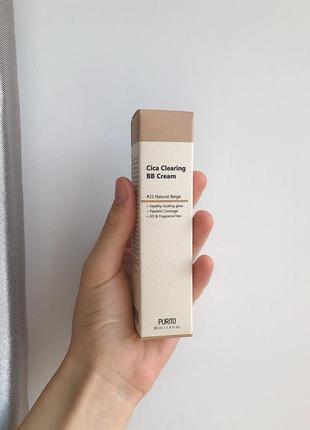 Cica Clearing
BB Cream
#23 Natural Beige
+ Healthy-looking glow
+ Flawless Coverage
+ EO & Fragrance free
PURITO
30 ml / 1.0 fl.oz